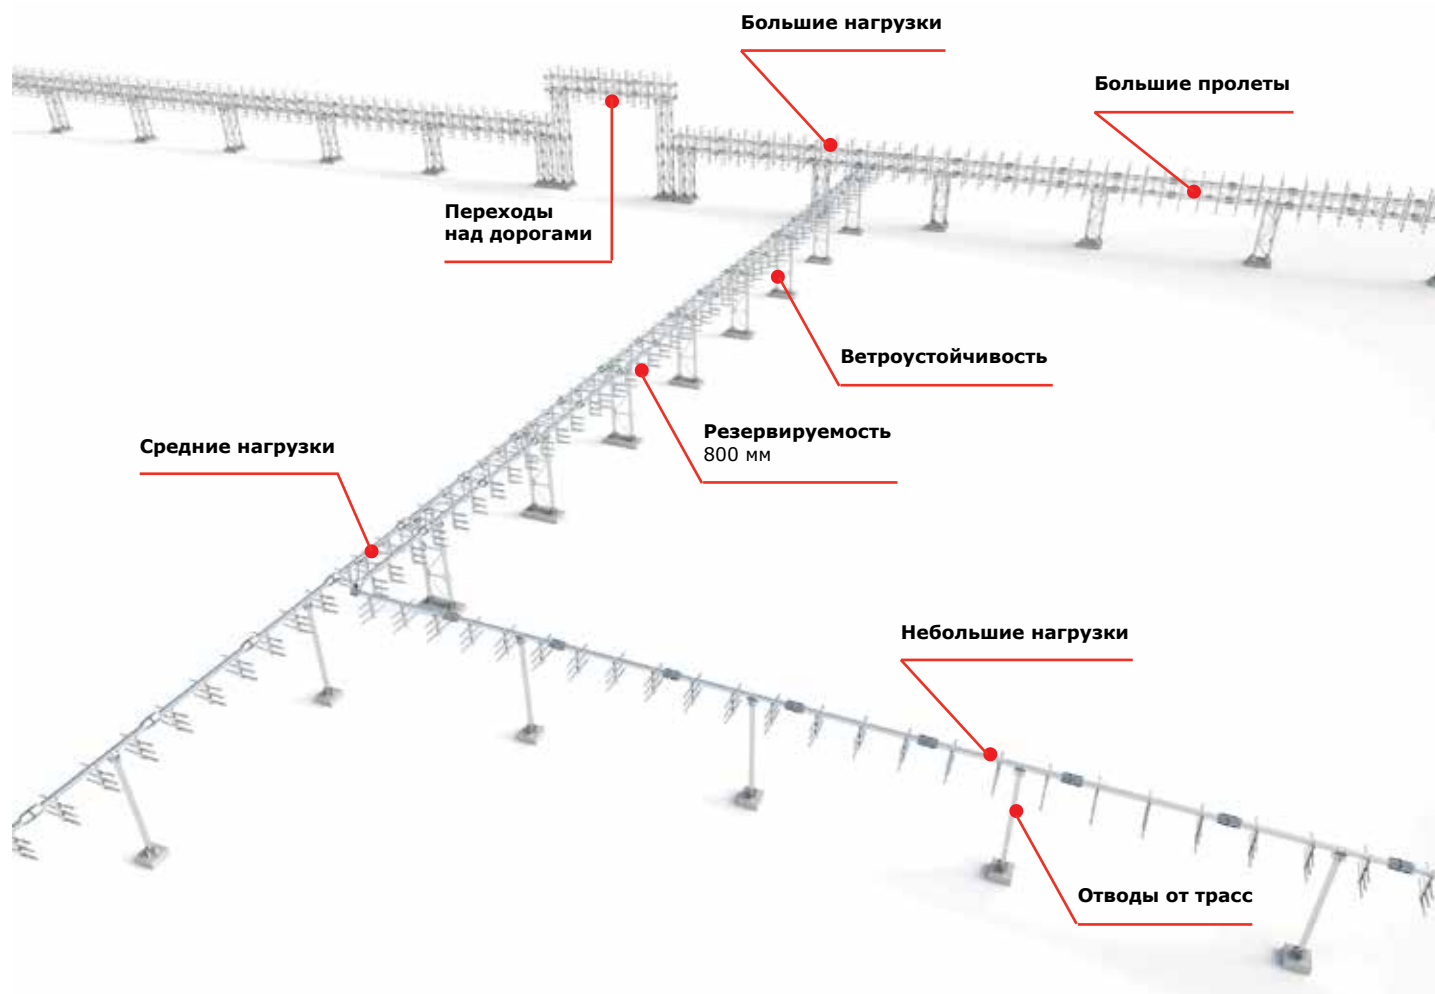 Большие нагрузки
Большие пролеты
Переходы
над дорогами
Ветроустойчивость
Резервируемость
800 мм
Средние нагрузки
Небольшие нагрузки
Отводы от трасс